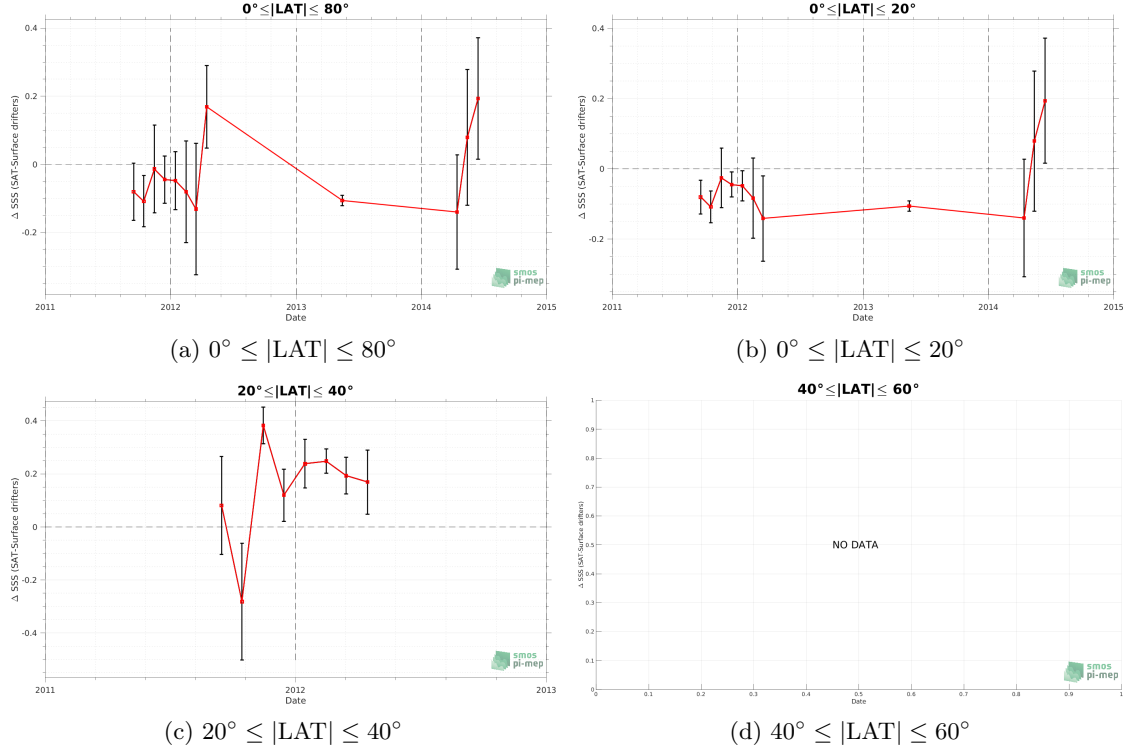 0°≤|LAT|≤ 80°
Δ SSS (SAT-Surface drifters)
0.4
0.2
0
-0.2
2011
2012
2013
2014
2015
Date
smos
pi-mep
(a) 0° ≤ |LAT| ≤ 80°
0°≤|LAT|≤ 20°
Δ SSS (SAT-Surface drifters)
0.4
0.2
0
-0.2
2011
2012
2013
2014
2015
Date
smos
pi-mep
(b) 0° ≤ |LAT| ≤ 20°
20°≤|LAT|≤ 40°
Δ SSS (SAT-Surface drifters)
0.4
0.2
0
-0.2
-0.4
2011
2012
2013
Date
smos
pi-mep
(c) 20° ≤ |LAT| ≤ 40°
40°≤|LAT|≤ 60°
Δ SSS (SAT-Surface drifters)
1
0.9
0.8
0.7
0.6
0.5
0.4
0.3
0.2
0.1
0
NO DATA
0
0.1
0.2
0.3
0.4
0.5
0.6
0.7
0.8
0.9
1
Date
smos
pi-mep
(d) 40° ≤ |LAT| ≤ 60°